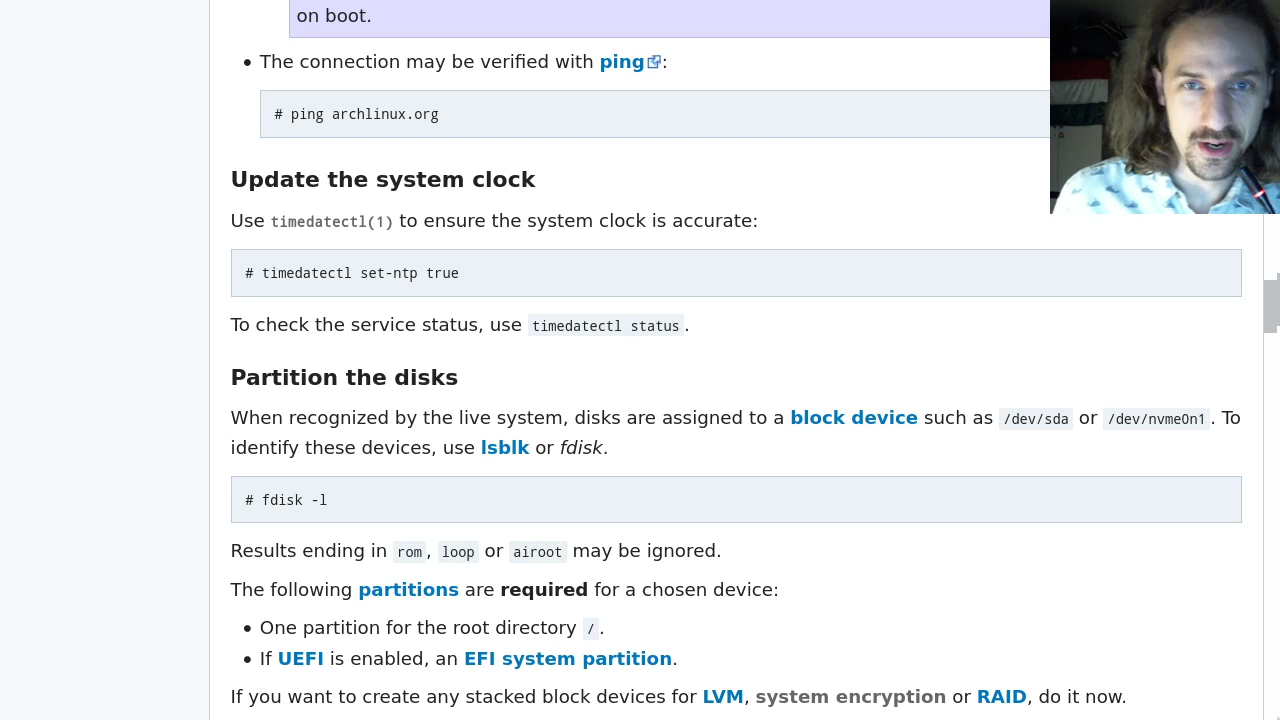 on boot.
• The connection may be verified with ping:
# ping archlinux.org
Update the system clock
Use timedatectl(1) to ensure the system clock is accurate:
# timedatectl set-ntp true
To check the service status, use timedatectl status.
Partition the disks
When recognized by the live system, disks are assigned to a block device such as /dev/sda or /dev/nvme0n1. To
identify these devices, use lsblk or fdisk.
# fdisk -l
Results ending in rom, loop or airoot may be ignored.
The following partitions are required for a chosen device:
• One partition for the root directory /.
• If UEFI is enabled, an EFI system partition.
If you want to create any stacked block devices for LVM, system encryption or RAID, do it now.